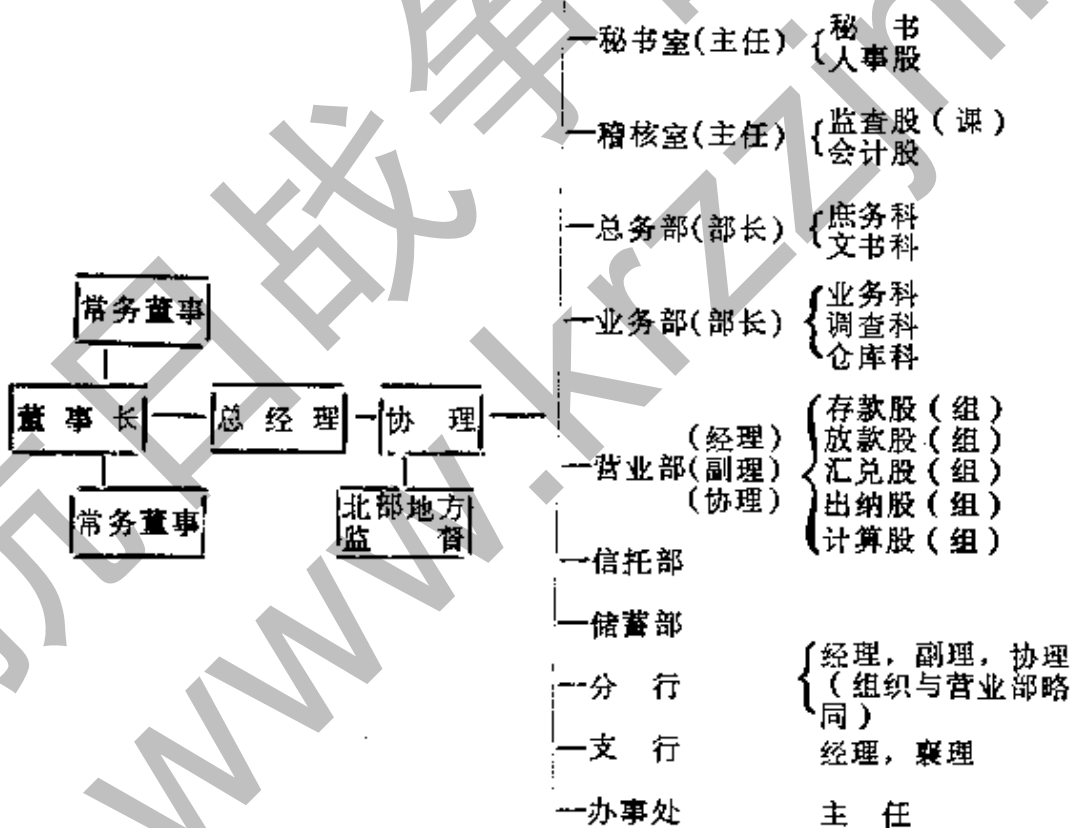 秘书室(主任) 秘 书
人事股
稽核室(主任) 监查股(课)
会计股
总务部(部长) 庶务科
文书科
业务部(部长) 业务科
调查科
仓库科
常务董事
董事长 总经理 协理
常务董事
北部地方
监 督
营业部 (经理)
(副理)
(协理)
存款股(组)
放款股(组)
汇兑股(组)
出纳股(组)
计算股(组)
信托部
储蓄部
分 行 经理,副理,协理
(组织与营业部略
同)
支 行 经理,襄理
办事处 主 任
抗日战争
www.krzzjn.